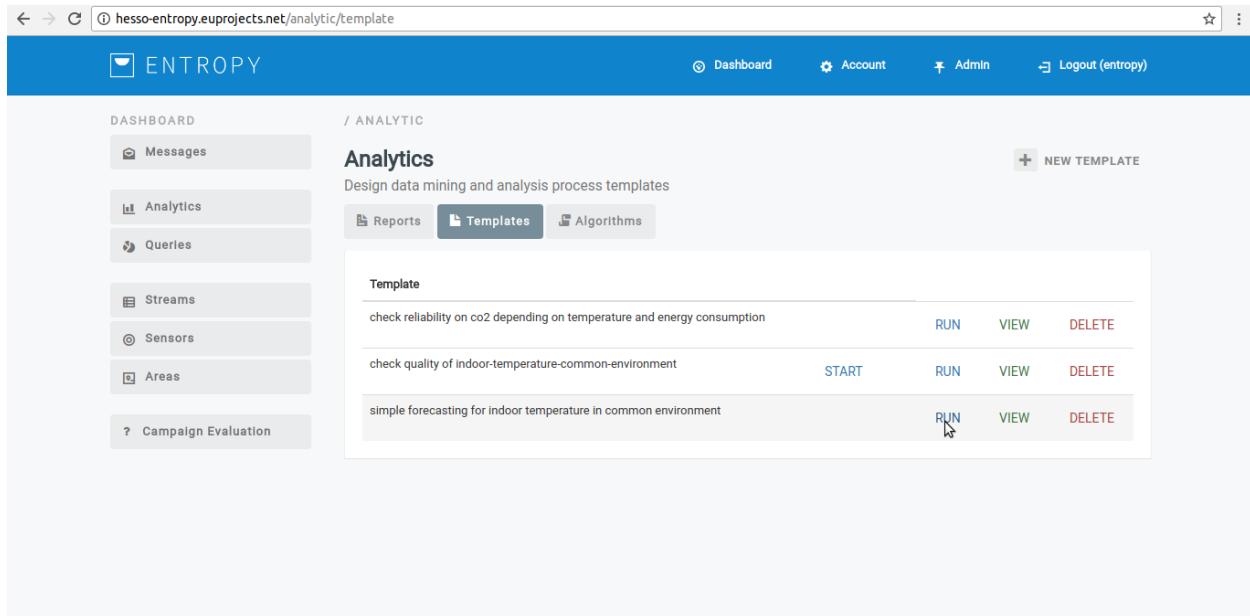 hesso-entropy.euprojects.net/analytic/template
ENTROPY
Dashboard
Account
Admin
Logout (entropy)
DASHBOARD
Messages
Analytics
Queries
Streams
Sensors
Areas
? Campaign Evaluation
/ ANALYTIC
Analytics
NEW TEMPLATE
Design data mining and analysis process templates
Reports
Templates
Algorithms
Template
check reliability on co2 depending on temperature and energy consumption RUN VIEW DELETE
check quality of indoor-temperature-common-environment START RUN VIEW DELETE
simple forecasting for indoor temperature in common environment RUN VIEW DELETE